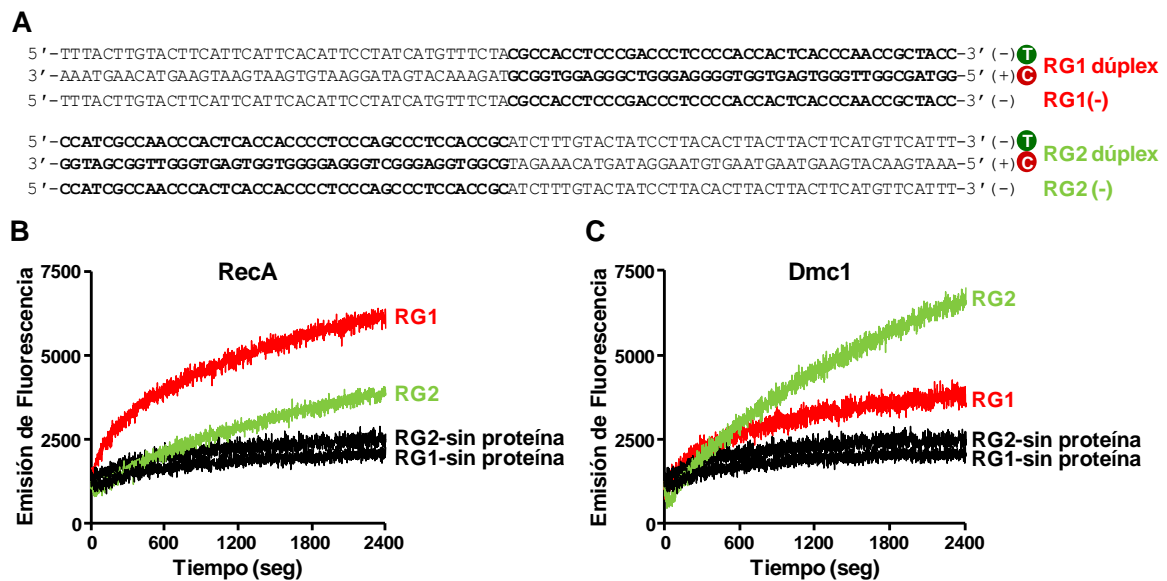 A
5′-TTTACTTGTACTTCATTCATTCACATTCCTATCATGTTTCTACGCCACCTCCCGACCCTCCCCACCACTCACCCAACCGCTACC-3′(-) T
3′-AAATGAACATGAAGTAAGTAAGTGTAAGGATAGTACAAAGATGCGGTGGAGGGCTGGGAGGGGTGGTGAGTGGGTTGGCGATGG-5′(+) C
RG1 dúplex
5′-TTTACTTGTACTTCATTCATTCACATTCCTATCATGTTTCTACGCCACCTCCCGACCCTCCCCACCACTCACCCAACCGCTACC-3′(-) RG1(-)
5′-CCATCGCCAACCCACTCACCACCCCTCCCAGCCCTCCACCGCATCTTTGTACTATCCTTACACTTACTTACTTCATGTTCATTT-3′(-) T
3′-GGTAGCGGTTGGGTGAGTGGTGGGGAGGGTCGGGAGGTGGCGTAGAAACATGATAGGAATGTGAATGAATGAAGTACAAGTAAA-5′(+) C
RG2 dúplex
5′-CCATCGCCAACCCACTCACCACCCCTCCCAGCCCTCCACCGCATCTTTGTACTATCCTTACACTTACTTACTTCATGTTCATTT-3′(-) RG2 (-)
B
RecA
Emisión de Fluorescencia
7500
5000
2500
0
RG1
RG2
RG2-sin proteína
RG1-sin proteína
0 600 1200 1800 2400
Tiempo (seg)
C
Dmc1
Emisión de Fluorescencia
7500
5000
2500
0
RG2
RG1
RG2-sin proteína
RG1-sin proteína
0 600 1200 1800 2400
Tiempo (seg)